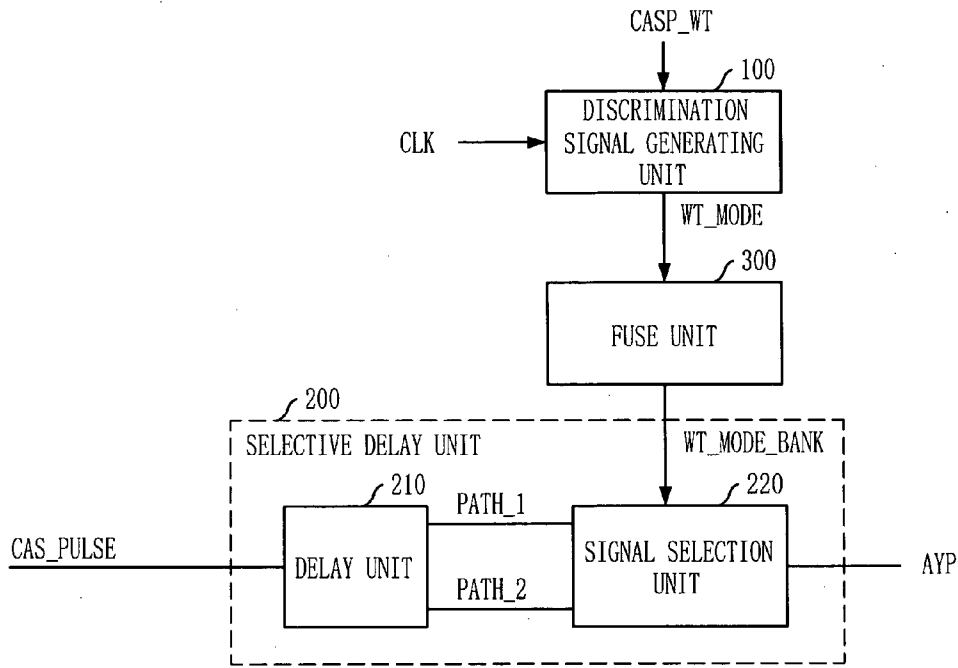 CASP_WT
100
DISCRIMINATION
SIGNAL GENERATING
UNIT
CLK
WT_MODE
300
FUSE UNIT
200
SELECTIVE DELAY UNIT
WT_MODE_BANK
210
220
PATH_1
CAS_PULSE
DELAY UNIT
SIGNAL SELECTION
UNIT
AYP
PATH_2